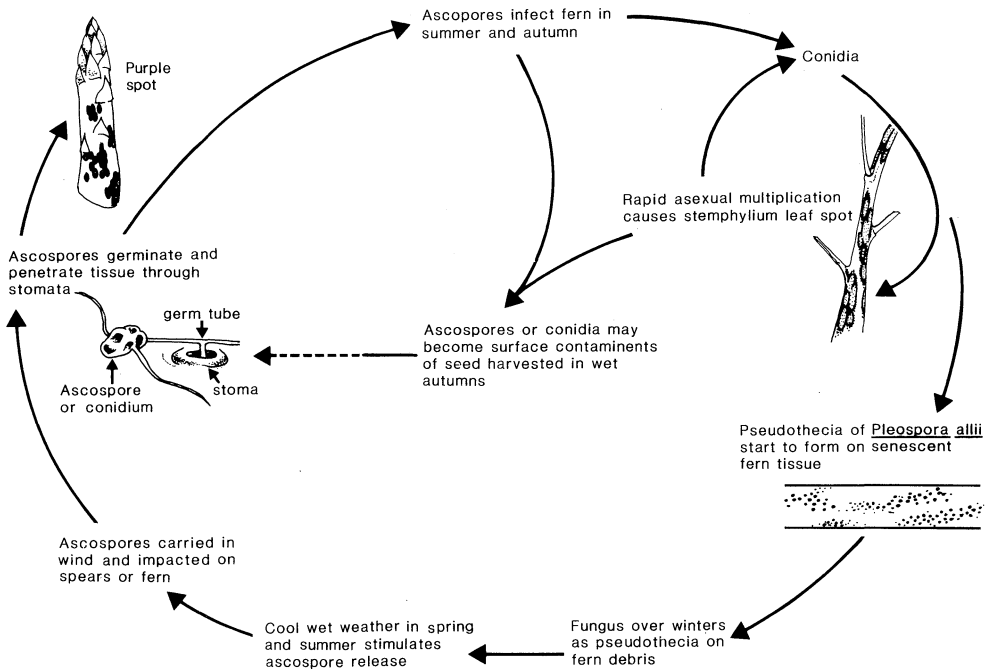 Ascopores infect fern in
summer and autumn
Conidia
Purple
spot
Rapid asexual multiplication
causes stemphylium leaf spot
Ascospores germinate and
penetrate tissue through
stomata
germ tube
stoma
Ascospore
or conidium
Ascospores or conidia may
become surface contaminents
of seed harvested in wet
autumns
Pseudothecia of Pleospora allii
start to form on senescent
fern tissue
Ascospores carried in
wind and impacted on
spears or fern
Cool wet weather in spring
and summer stimulates
ascospore release
Fungus over winters
as pseudothecia on
fern debris